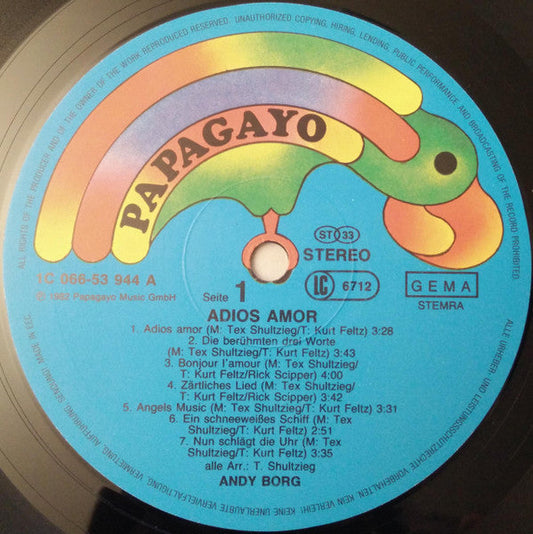 ALL RIGHTS OF THE PRODUCER AND OF THE OWNER OF THE WORK REPRODUCED RESERVED. UNAUTHORIZED COPYING, HIRING, LENDING, PUBLIC PERFORMANCE AND BROADCASTING OF THE RECORD PROHIBITED.
PAPAGAYO
1C 066-53 944 A
℗ 1982 Papagayo Music GmbH
Seite 1
ST 33
STEREO
LC 6712
GEMA
STEMRA
ADIOS AMOR
1. Adios amor (M: Tex Shultzieg/T: Kurt Feltz) 3:28
2. Die berühmten drei Worte
(M: Tex Shultzieg/T: Kurt Feltz) 3:43
3. Bonjour l'amour (M: Tex Shultzieg/
T: Kurt Feltz/Rick Scipper) 4:00
4. Zärtliches Lied (M: Tex Shultzieg/
T: Kurt Feltz/Rick Scipper) 3:42
5. Angels Music (M: Tex Shultzieg/T: Kurt Feltz) 3:31
6. Ein schneeweißes Schiff (M: Tex
Shultzieg/T: Kurt Feltz) 2:51
7. Nun schlägt die Uhr (M: Tex
Shultzieg/T: Kurt Feltz) 3:35
alle Arr.: T. Shultzieg
ANDY BORG
ALLE URHEBER- UND LEISTUNGSSCHUTZRECHTE VORBEHALTEN. KEIN VERLEIH! KEINE UNERLAUBTE VERVIELFÄLTIGUNG, VERMIETUNG, AUFFÜHRUNG, SENDUNG! MADE IN EEC.